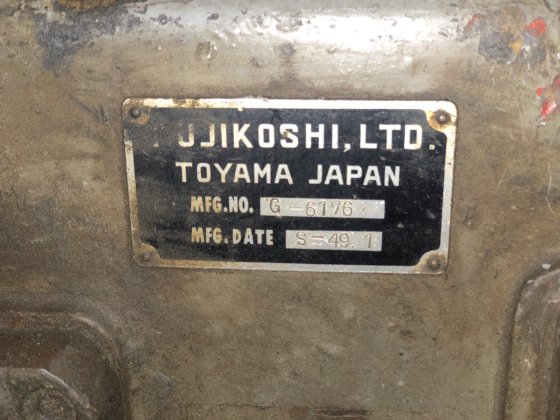 FUJIKOSHI, LTD.
TOYAMA JAPAN
MFG.NO. G-6176
MFG.DATE S-49.1